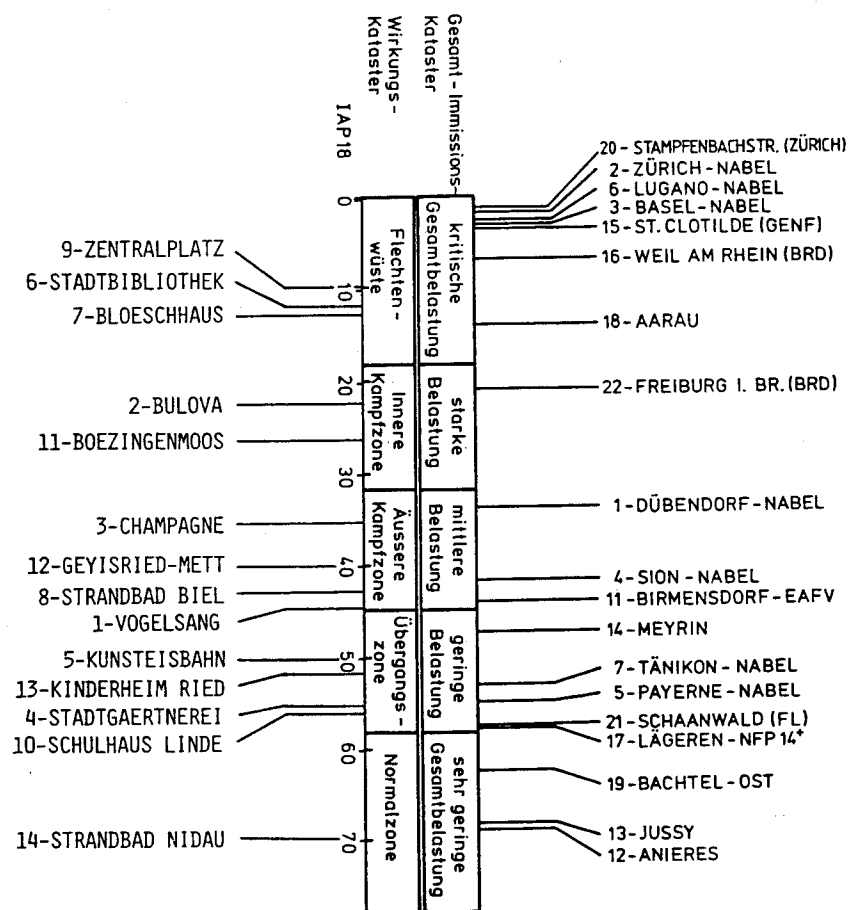 Gesamt-Immissions-
Kataster
Wirkungs-
Kataster
IAP18
0
10
20
30
40
50
60
70
9-ZENTRALPLATZ
6-STADTBIBLIOTHEK
7-BLOESCHHAUS
2-BULOVA
11-BOEZINGENMOOS
3-CHAMPAGNE
12-GEYISRIED-METT
8-STRANDBAD BIEL
1-VOGELSANG
5-KUNSTEISBAHN
13-KINDERHEIM RIED
4-STADTGAERTNEREI
10-SCHULHAUS LINDE
14-STRANDBAD NIDAU
Flechten-
wüste
Innere
Kampfzone
Äussere
Kampfzone
Übergangs-
zone
Normalzone
kritische
Gesamtbelastung
starke
Belastung
mittlere
Belastung
geringe
Belastung
sehr geringe
Gesamtbelastung
20-STAMPFENBACHSTR. (ZÜRICH)
2-ZÜRICH-NABEL
6-LUGANO-NABEL
3-BASEL-NABEL
15-ST. CLOTILDE (GENF)
16-WEIL AM RHEIN (BRD)
18-AARAU
22-FREIBURG I. BR. (BRD)
1-DÜBENDORF-NABEL
4-SION-NABEL
11-BIRMENSDORF-EAFV
14-MEYRIN
7-TÄNIKON-NABEL
5-PAYERNE-NABEL
21-SCHAANWALD (FL)
17-LÄGEREN-NFP 14+
19-BACHTEL-OST
13-JUSSY
12-ANIERES